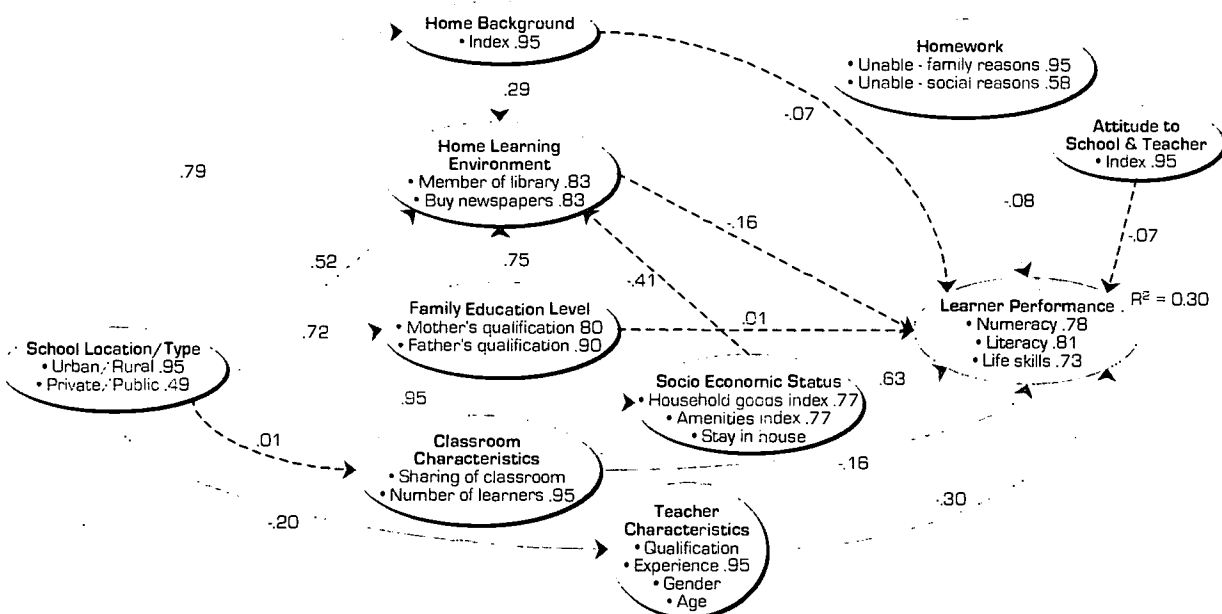 Home Background
• Index .95
Homework
• Unable - family reasons .95
• Unable - social reasons .58
.29
-.07
Attitude to
School & Teacher
• Index .95
Home Learning
Environment
• Member of library .83
• Buy newspapers .83
.79
-.08
-.16
-.07
.52
.75
-.41
Family Education Level
• Mother's qualification 80
• Father's qualification .90
.01
Learner Performance
• Numeracy .78
• Literacy .81
• Life skills .73
R² = 0.30
.72
School Location/Type
• Urban/Rural .95
• Private/Public .49
Socio Economic Status
• Household goods index .77
• Amenities index .77
• Stay in house
.63
.95
.01
Classroom
Characteristics
• Sharing of classroom
• Number of learners .95
-.16
-.30
-.20
Teacher
Characteristics
• Qualification
• Experience .95
• Gender
• Age